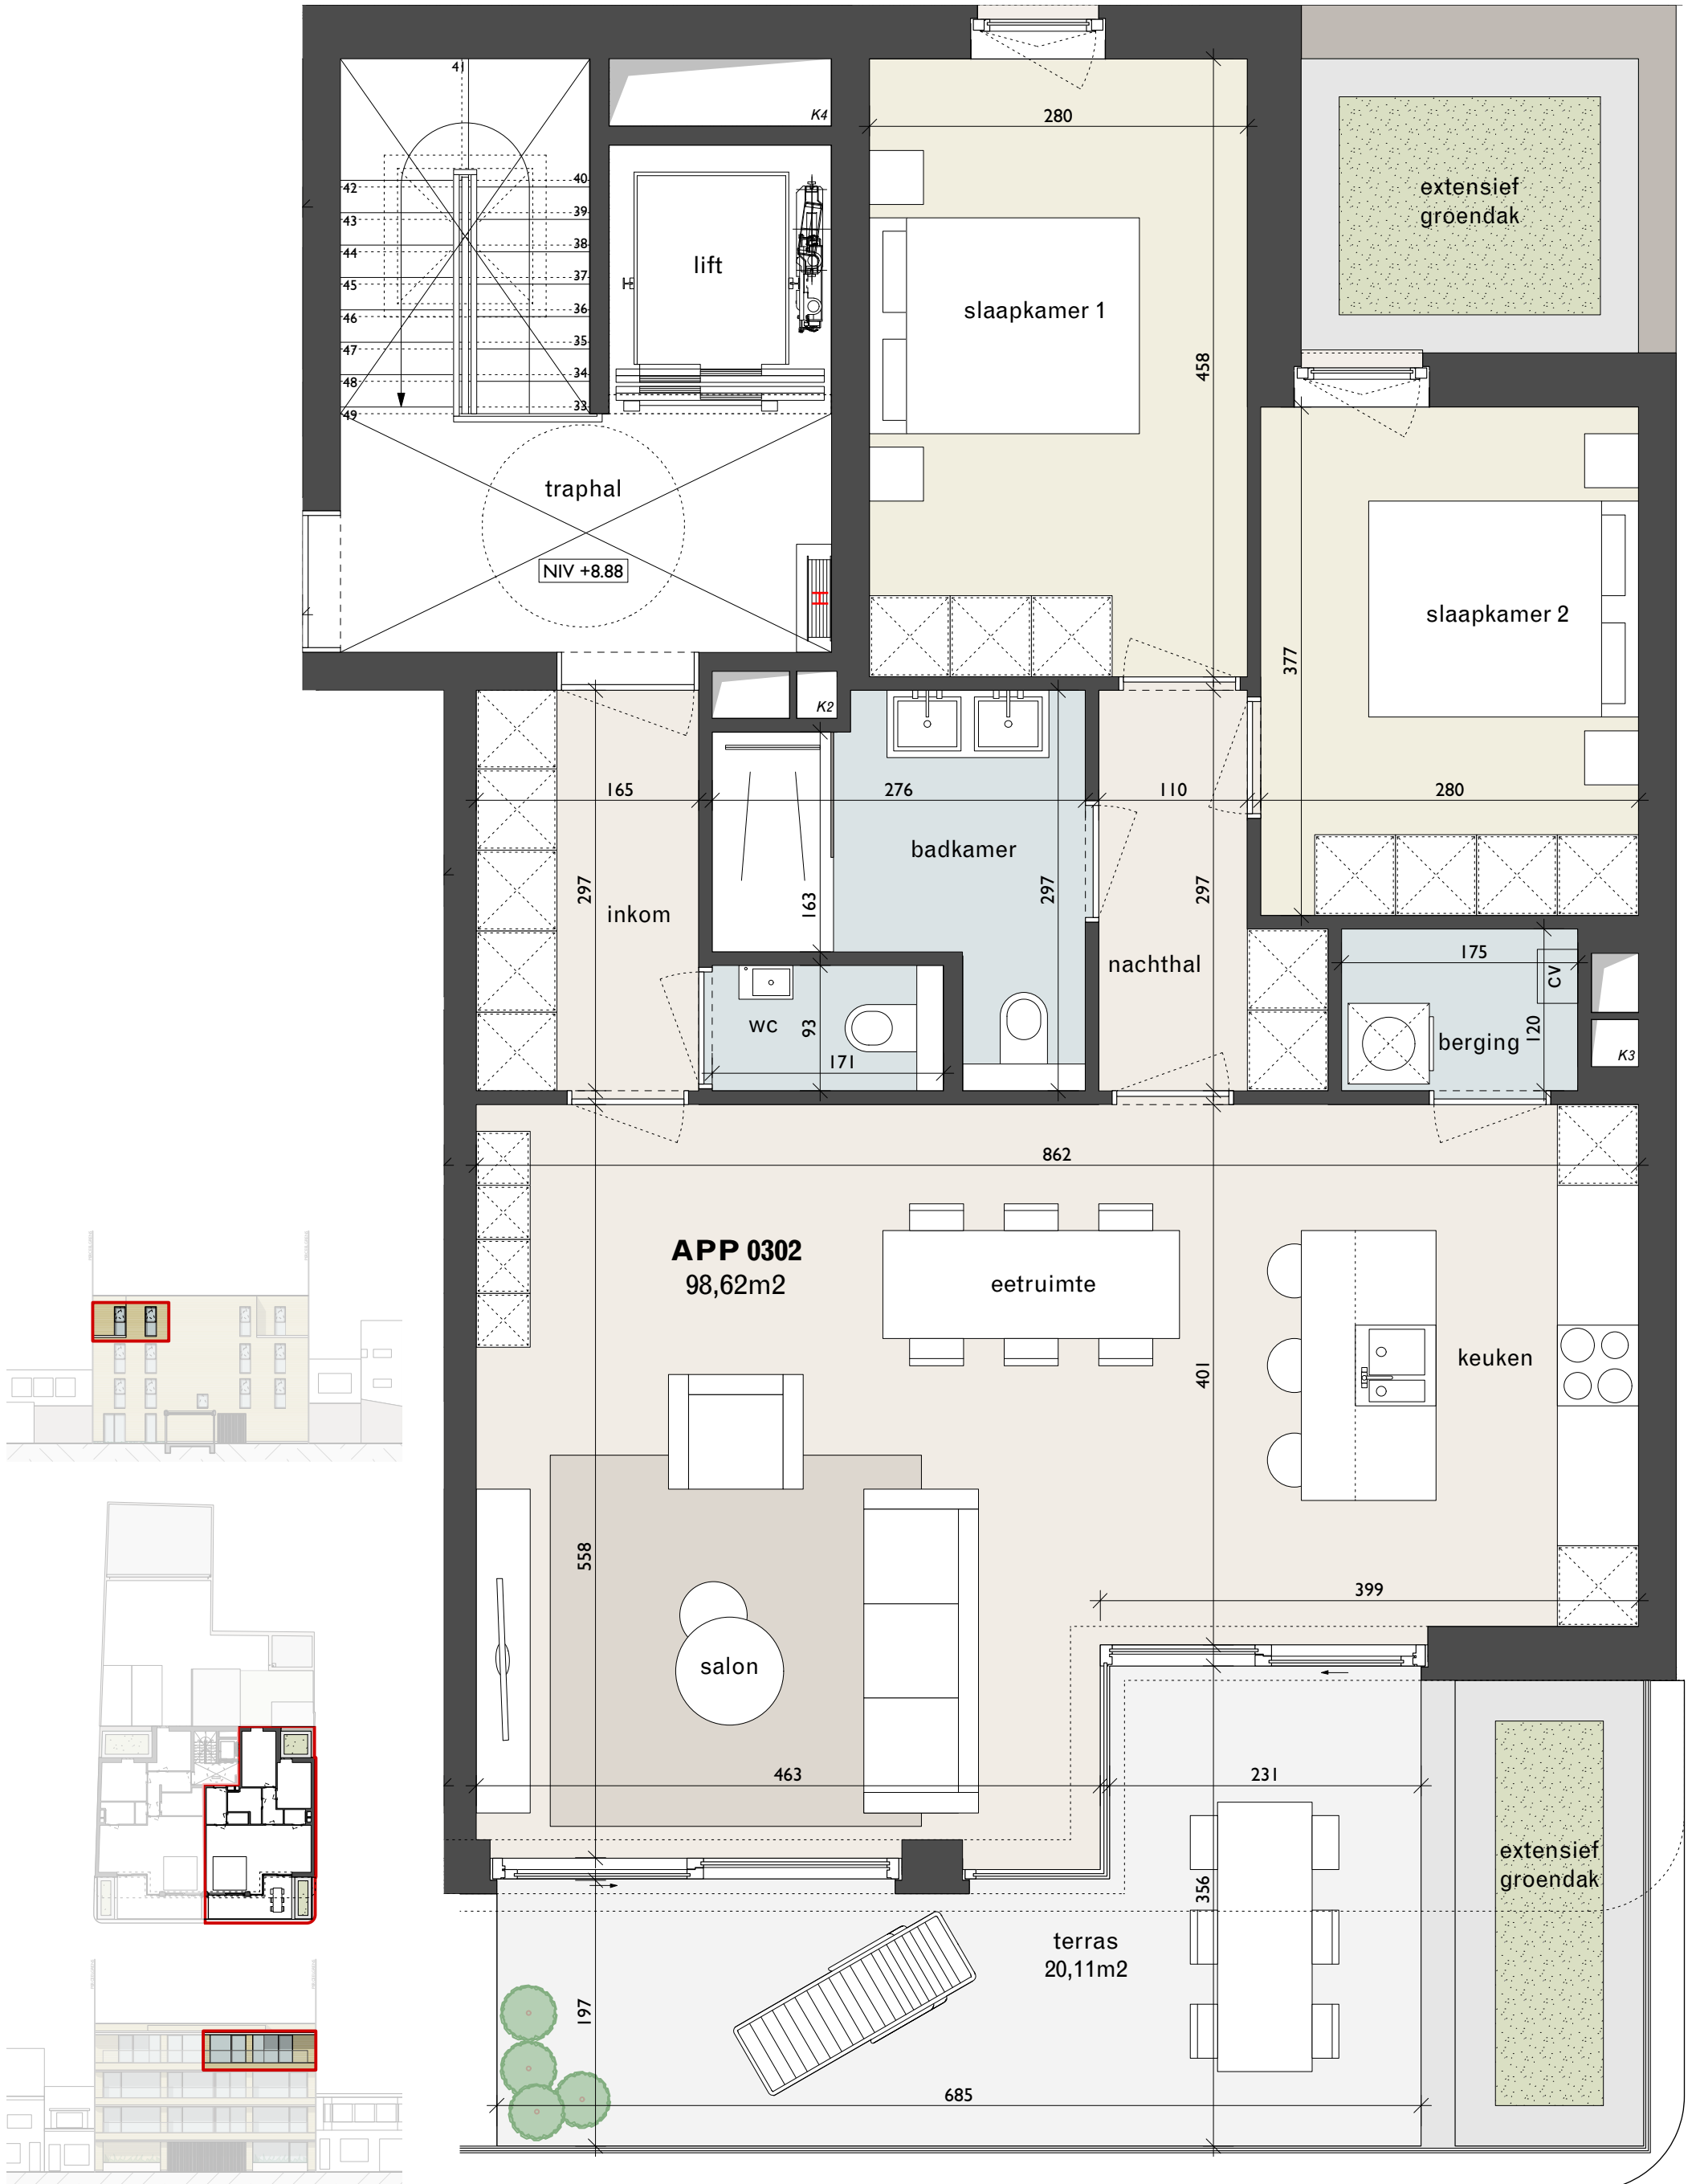 41
K4
280
42
43
44
45
46
47
48
49
40
39
38
37
36
35
34
33
lift
extensief
groendak
slaapkamer 1
458
traphal
NIV +8.88
H
slaapkamer 2
377
K2
165
276
110
280
badkamer
297
inkom
163
297
297
nachthal
175
CV
wc
93
171
berging
120
K3
862
APP 0302
98,62m2
eetruimte
keuken
401
558
399
salon
463
231
extensief
groendak
356
terras
20,11m2
197
685